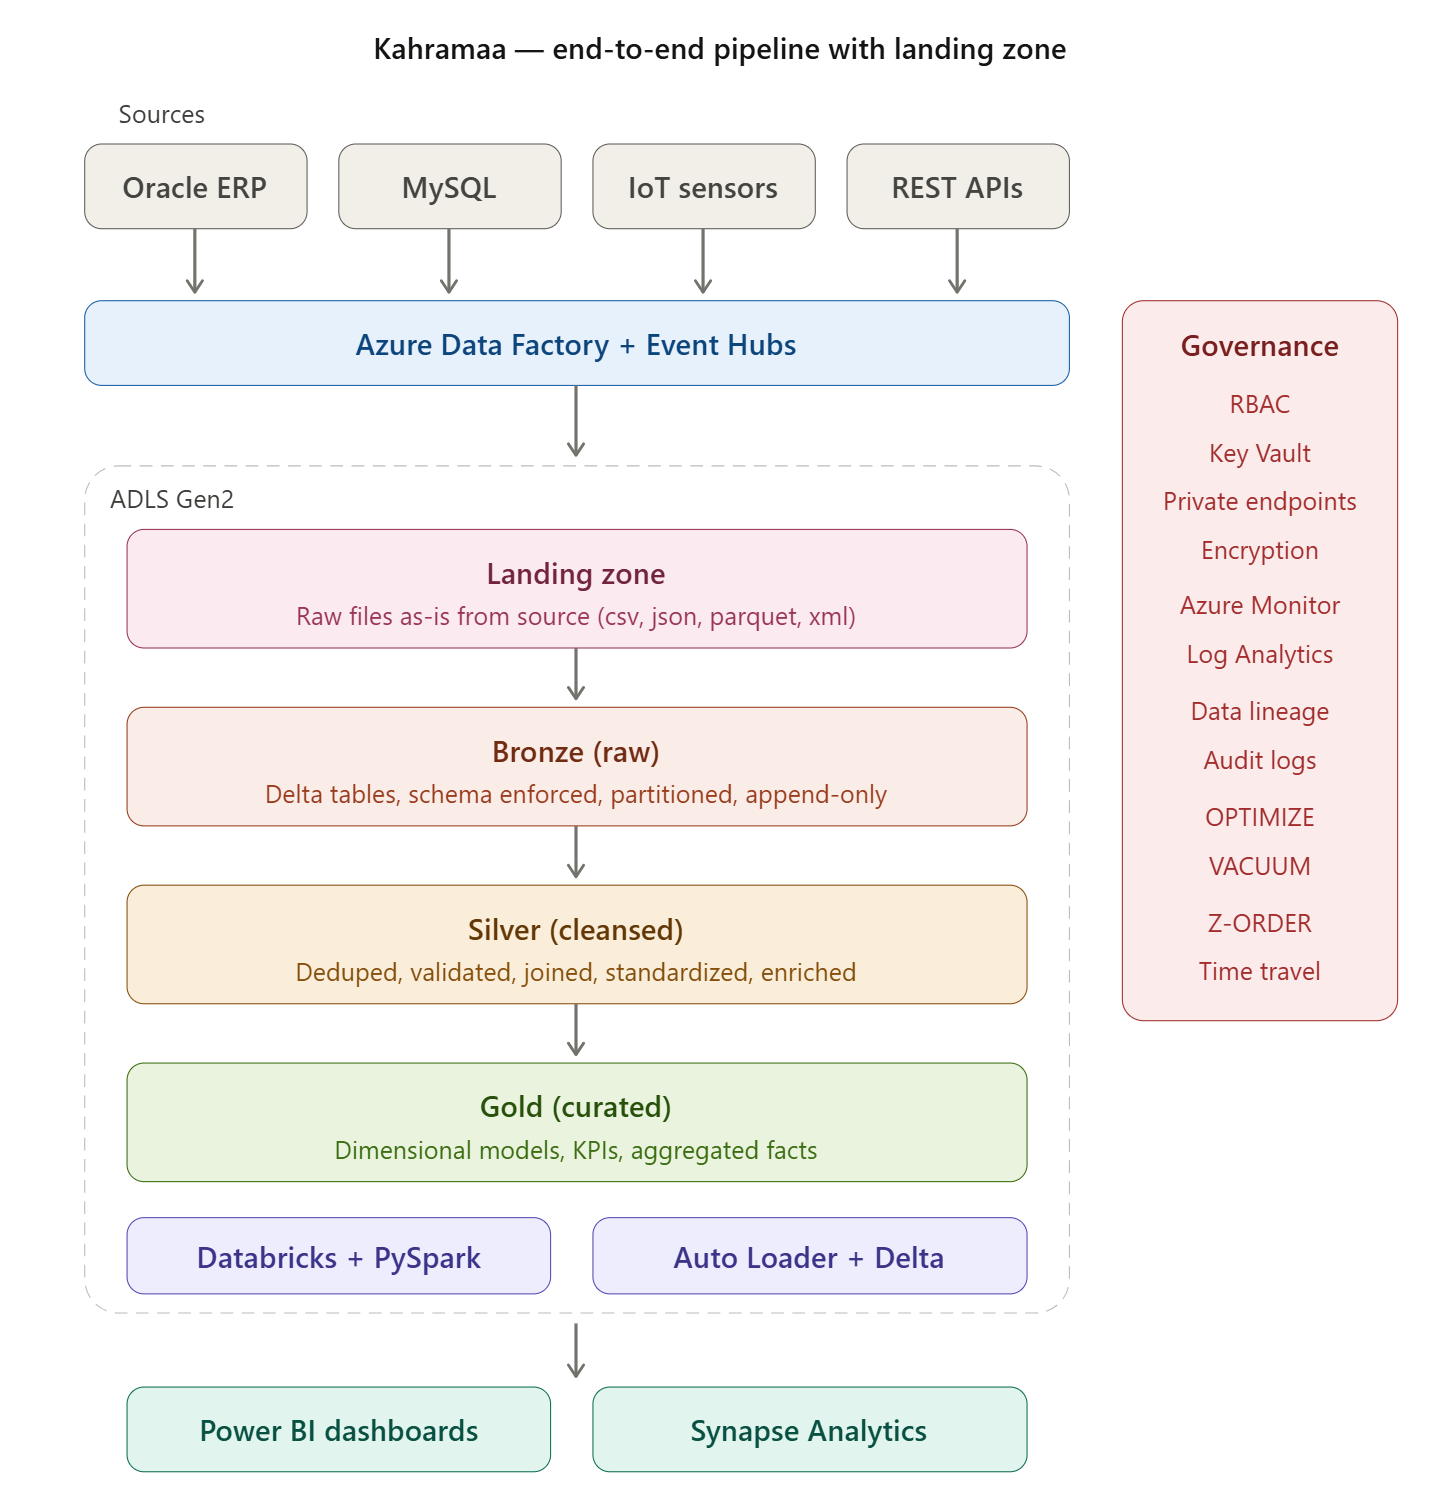 Kahramaa — end-to-end pipeline with landing zone
Sources
Oracle ERP
MySQL
IoT sensors
REST APIs
Azure Data Factory + Event Hubs
ADLS Gen2
Landing zone
Raw files as-is from source (csv, json, parquet, xml)
Bronze (raw)
Delta tables, schema enforced, partitioned, append-only
Silver (cleansed)
Deduped, validated, joined, standardized, enriched
Gold (curated)
Dimensional models, KPIs, aggregated facts
Databricks + PySpark
Auto Loader + Delta
Power BI dashboards
Synapse Analytics
Governance
RBAC
Key Vault
Private endpoints
Encryption
Azure Monitor
Log Analytics
Data lineage
Audit logs
OPTIMIZE
VACUUM
Z-ORDER
Time travel